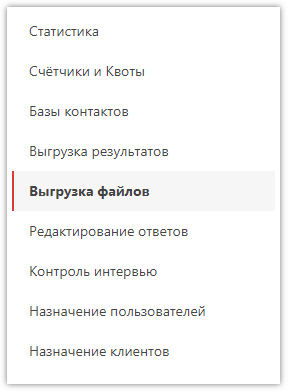 Статистика
Счётчики и Квоты
Базы контактов
Выгрузка результатов
Выгрузка файлов
Редактирование ответов
Контроль интервью
Назначение пользователей
Назначение клиентов